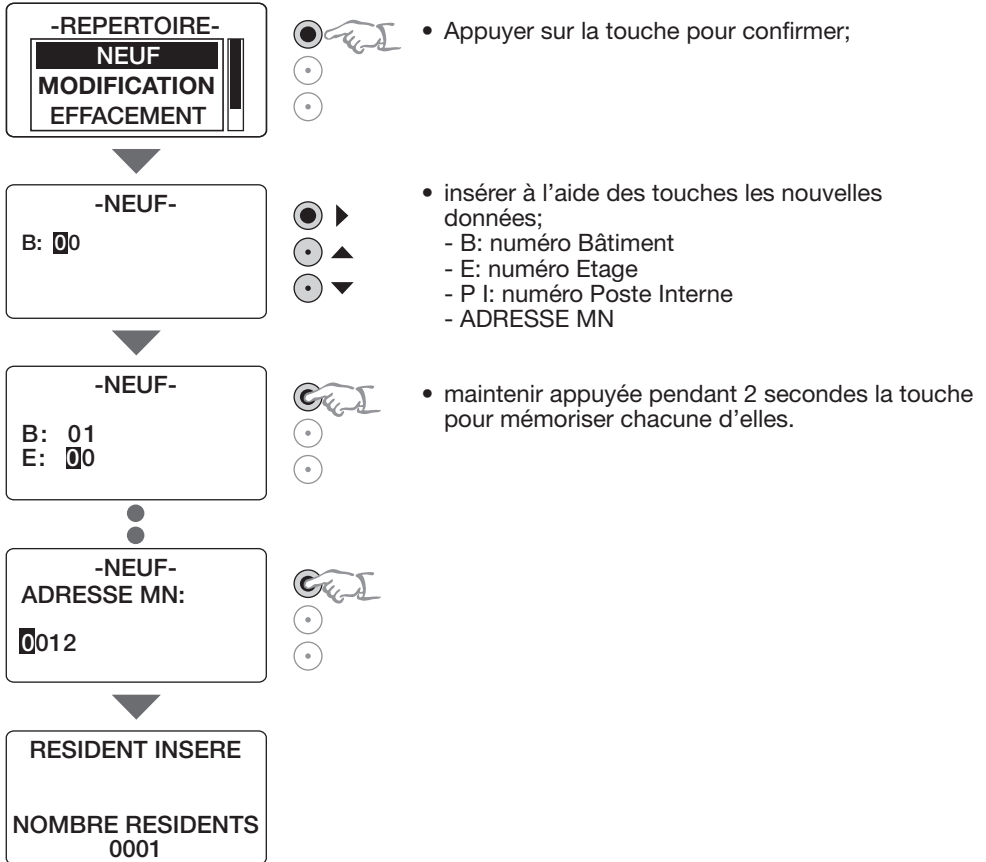 -REPERTOIRE-
NEUF
MODIFICATION
EFFACEMENT
• Appuyer sur la touche pour confirmer;
-NEUF-
B: 00
• insérer à l'aide des touches les nouvelles
données;
- B: numéro Bâtiment
- E: numéro Etage
- P I: numéro Poste Interne
- ADRESSE MN
-NEUF-
B: 01
E: 00
• maintenir appuyée pendant 2 secondes la touche
pour mémoriser chacune d'elles.
-NEUF-
ADRESSE MN:
0012
RESIDENT INSERE
NOMBRE RESIDENTS
0001